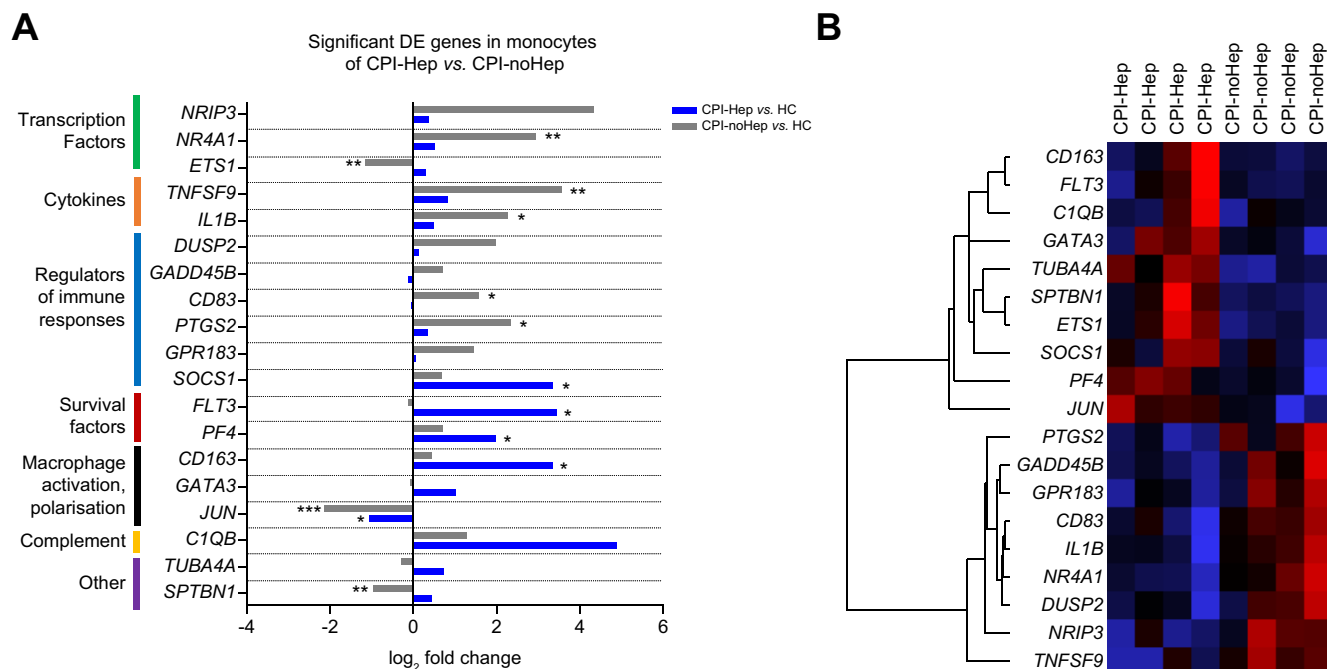 A
Significant DE genes in monocytes
of CPI-Hep vs. CPI-noHep
CPI-Hep vs. HC
CPI-noHep vs. HC
Transcription
Factors
Cytokines
Regulators
of immune
responses
Survival
factors
Macrophage
activation,
polarisation
Complement
Other
NRIP3
NR4A1 **
ETS1 **
TNFSF9 **
IL1B *
DUSP2
GADD45B
CD83 *
PTGS2 *
GPR183
SOCS1 *
FLT3 *
PF4 *
CD163 *
GATA3
JUN ***
*
C1QB
TUBA4A
SPTBN1 **
-4 -2 0 2 4 6
log2 fold change
B
CPI-Hep
CPI-Hep
CPI-Hep
CPI-Hep
CPI-noHep
CPI-noHep
CPI-noHep
CPI-noHep
CD163
FLT3
C1QB
GATA3
TUBA4A
SPTBN1
ETS1
SOCS1
PF4
JUN
PTGS2
GADD45B
GPR183
CD83
IL1B
NR4A1
DUSP2
NRIP3
TNFSF9